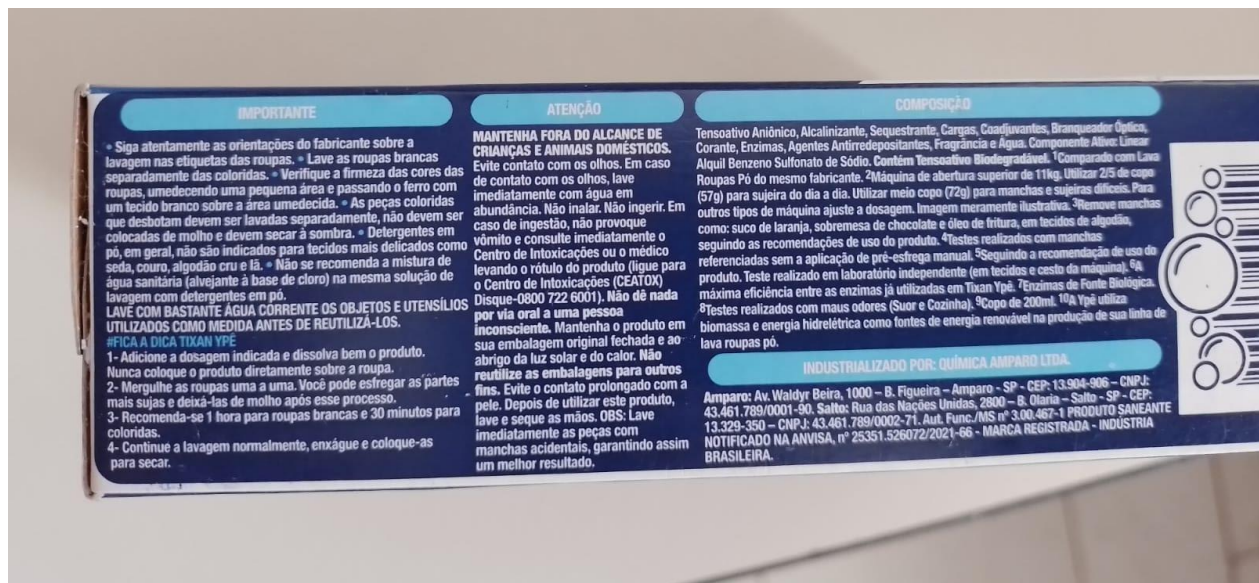 IMPORTANTE
• Siga atentamente as orientações do fabricante sobre a
lavagem nas etiquetas das roupas. • Lave as roupas brancas
separadamente das coloridas. • Verifique a firmeza das cores das
roupas, umedecendo uma pequena área e passando o ferro com
um tecido branco sobre a área umedecida. • As peças coloridas
que desbotam devem ser lavadas separadamente, não devem ser
colocadas de molho e devem secar à sombra. • Detergentes em
pó, em geral, não são indicados para tecidos mais delicados como
seda, couro, algodão cru e lã. • Não se recomenda a mistura de
água sanitária (alvejante à base de cloro) na mesma solução de
lavagem com detergentes em pó.
LAVE COM BASTANTE ÁGUA CORRENTE OS OBJETOS E UTENSÍLIOS
UTILIZADOS COMO MEDIDA ANTES DE REUTILIZÁ-LOS.
#FICA A DICA TIXAN YPÊ
1- Adicione a dosagem indicada e dissolva bem o produto.
Nunca coloque o produto diretamente sobre a roupa.
2- Mergulhe as roupas uma a uma. Você pode esfregar as partes
mais sujas e deixá-las de molho após esse processo.
3- Recomenda-se 1 hora para roupas brancas e 30 minutos para
coloridas.
4- Continue a lavagem normalmente, enxágue e coloque-as
para secar.
ATENÇÃO
MANTENHA FORA DO ALCANCE DE
CRIANÇAS E ANIMAIS DOMÉSTICOS.
Evite contato com os olhos. Em caso
de contato com os olhos, lave
imediatamente com água em
abundância. Não inalar. Não ingerir. Em
caso de ingestão, não provoque
vômito e consulte imediatamente o
Centro de Intoxicações ou o médico
levando o rótulo do produto (ligue para
o Centro de Intoxicações (CEATOX)
Disque-0800 722 6001). Não dê nada
por via oral a uma pessoa
inconsciente. Mantenha o produto em
sua embalagem original fechada e ao
abrigo da luz solar e do calor. Não
reutilize as embalagens para outros
fins. Evite o contato prolongado com a
pele. Depois de utilizar este produto,
lave e seque as mãos. OBS: Lave
imediatamente as peças com
manchas acidentais, garantindo assim
um melhor resultado.
COMPOSIÇÃO
Tensoativo Aniônico, Alcalinizante, Sequestrante, Cargas, Coadjuvantes, Branqueador Óptico,
Corante, Enzimas, Agentes Antirredepositantes, Fragrância e Água. Componente Ativo: Linear
Alquil Benzeno Sulfonato de Sódio. Contém Tensoativo Biodegradável. ¹Comparado com Lava
Roupas Pó do mesmo fabricante. ²Máquina de abertura superior de 11kg. Utilizar 2/5 de copo
(57g) para sujeira do dia a dia. Utilizar meio copo (72g) para manchas e sujeiras difíceis. Para
outros tipos de máquina ajuste a dosagem. Imagem meramente ilustrativa. ³Remove manchas
como: suco de laranja, sobremesa de chocolate e óleo de fritura, em tecidos de algodão,
seguindo as recomendações de uso do produto. ⁴Testes realizados com manchas
referenciadas sem a aplicação de pré-esfrega manual. ⁵Seguindo a recomendação de uso do
produto. Teste realizado em laboratório independente (em tecidos e cesto da máquina). ⁶A
máxima eficiência entre as enzimas já utilizadas em Tixan Ypê. ⁷Enzimas de Fonte Biológica.
⁸Testes realizados com maus odores (Suor e Cozinha). ⁹Copo de 200ml. ¹⁰A Ypê utiliza
biomassa e energia hidrelétrica como fontes de energia renovável na produção de sua linha de
lava roupas pó.
INDUSTRIALIZADO POR: QUÍMICA AMPARO LTDA.
Amparo: Av. Waldyr Beira, 1000 – B. Figueira – Amparo - SP - CEP: 13.904-906 – CNPJ:
43.461.789/0001-90. Salto: Rua das Nações Unidas, 2800 – B. Olaria – Salto - SP - CEP:
13.329-350 – CNPJ: 43.461.789/0002-71. Aut. Func./MS nº 3.00.467-1 PRODUTO SANEANTE
NOTIFICADO NA ANVISA, nº 25351.526072/2021-66 - MARCA REGISTRADA - INDÚSTRIA
BRASILEIRA.